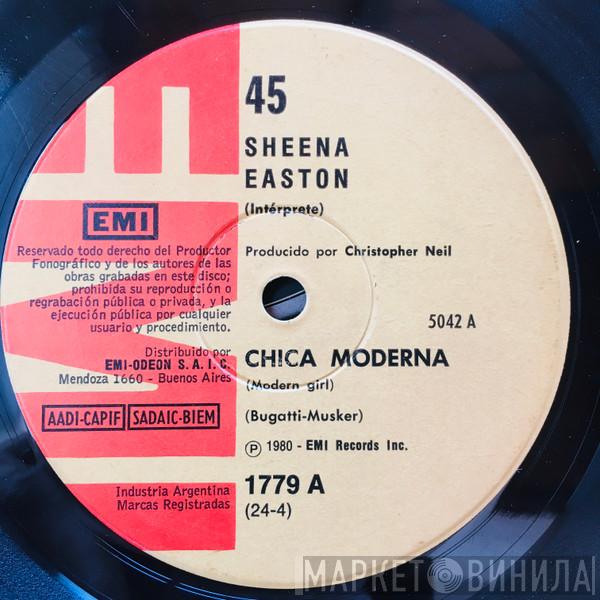 45
SHEENA
EASTON
(Intérprete)
EMI
Reservado todo derecho del Productor
Fonográfico y de los autores de las
obras grabadas en este disco;
prohibida su reproducción o
regrabación pública o privada, y la
ejecución pública por cualquier
usuario y procedimiento.
Producido por Christopher Neil
5042 A
Distribuido por
EMI-ODEON S. A. I. C.
Mendoza 1660 - Buenos Aires
CHICA MODERNA
(Modern girl)
AADI-CAPIF SADAIC-BIEM
(Bugatti-Musker)
℗ 1980 - EMI Records Inc.
Industria Argentina
Marcas Registradas
1779 A
(24-4)
МАРКЕТ ВИНИЛА